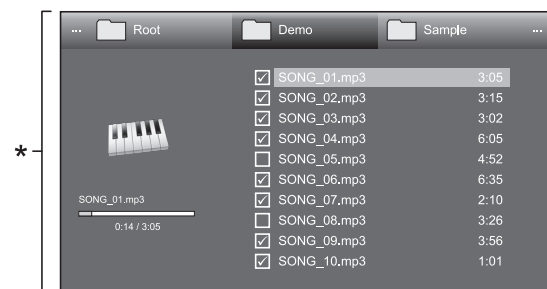 ... Root Demo Sample ...
SONG_01.mp3 3:05
SONG_02.mp3 3:15
SONG_03.mp3 3:02
SONG_04.mp3 6:05
SONG_05.mp3 4:52
SONG_06.mp3 6:35
SONG_07.mp3 2:10
SONG_08.mp3 3:26
SONG_09.mp3 3:56
SONG_10.mp3 1:01
*
SONG_01.mp3
0:14 / 3:05